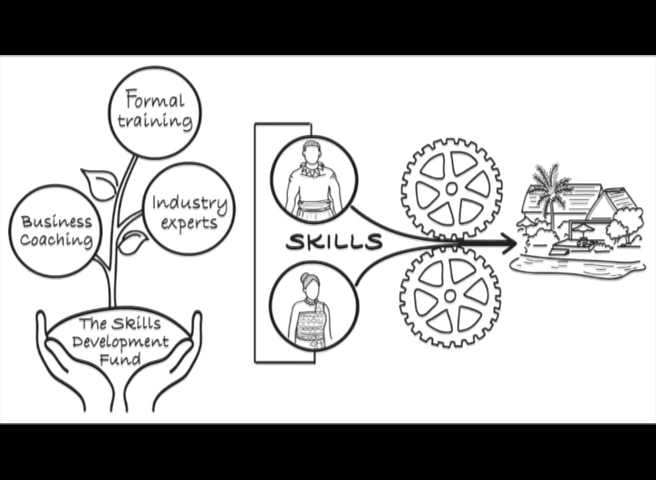 Formal
training
Industry
experts
Business
Coaching
The Skills
Development
Fund
SKILLS